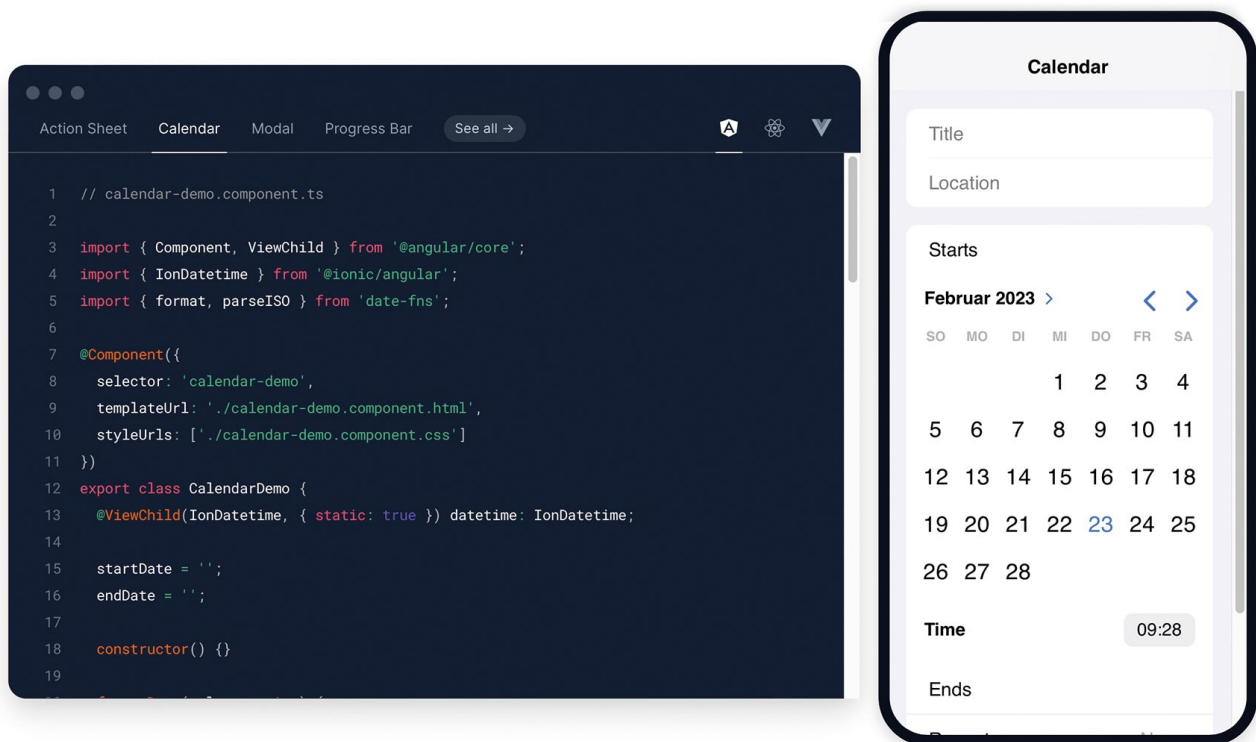 Action Sheet Calendar Modal Progress Bar See all →
1 // calendar-demo.component.ts
2
3 import { Component, ViewChild } from '@angular/core';
4 import { IonDatetime } from '@ionic/angular';
5 import { format, parseISO } from 'date-fns';
6
7 @Component({
8 selector: 'calendar-demo',
9 templateUrl: './calendar-demo.component.html',
10 styleUrls: ['./calendar-demo.component.css']
11 })
12 export class CalendarDemo {
13 @ViewChild(IonDatetime, { static: true }) datetime: IonDatetime;
14
15 startDate = '';
16 endDate = '';
17
18 constructor() {}
19
Calendar
Title
Location
Starts
Februar 2023 >
SO MO DI MI DO FR SA
1 2 3 4
5 6 7 8 9 10 11
12 13 14 15 16 17 18
19 20 21 22 23 24 25
26 27 28
Time 09:28
Ends